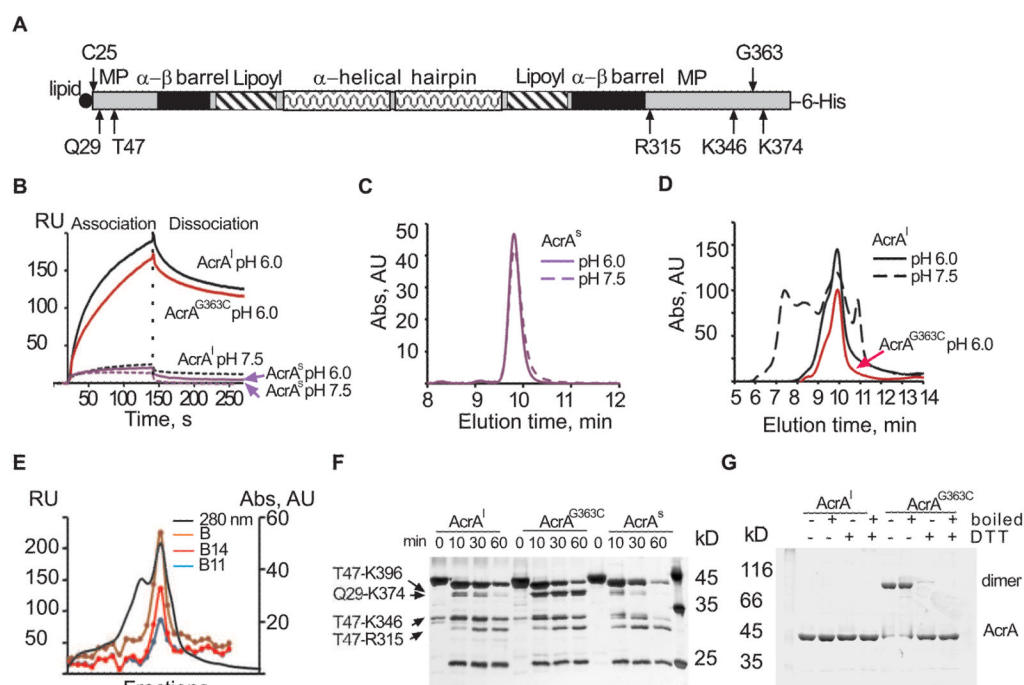 A
C25
G363
MP α–β barrel Lipoyl α–helical hairpin Lipoyl α–β barrel MP
lipid
–6-His
Q29 T47
R315 K346 K374
B
RU
Association Dissociation
150
100
50
AcrA^l pH 6.0
AcrA^G363C pH 6.0
AcrA^l pH 7.5
AcrA^s pH 6.0
AcrA^s pH 7.5
50 100 150 200 250
Time, s
C
Abs, AU
50
40
30
20
10
AcrA^s
pH 6.0
pH 7.5
8 9 10 11 12
Elution time, min
D
Abs, AU
150
100
50
AcrA^l
pH 6.0
pH 7.5
AcrA^G363C pH 6.0
5 6 7 8 9 10 11 12 13 14
Elution time, min
E
RU
Abs, AU
200
150
100
50
60
40
20
280 nm
B
B14
B11
F
AcrA^l AcrA^G363C AcrA^s
min 0 10 30 60 0 10 30 60 0 10 30 60
kD
T47-K396
Q29-K374
T47-K346
T47-R315
45
35
25
G
AcrA^l AcrA^G363C
- + - + - + - + boiled
- - + + - - + + DTT
kD
116
66
45
35
dimer
AcrA